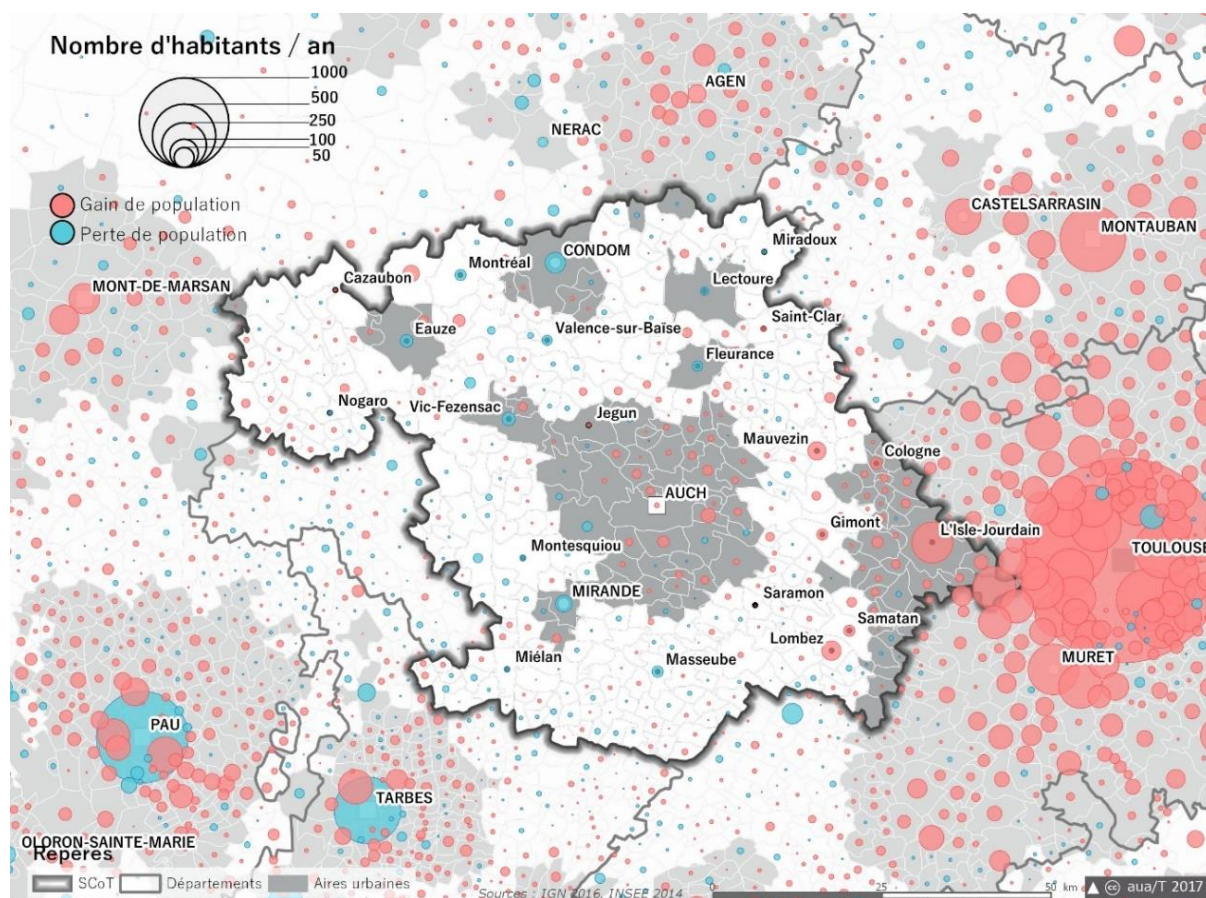 Nombre d'habitants / an
1000
500
250
100
50
Gain de population
Perte de population
AGEN
NERAC
CASTELSARRASIN
MONTAUBAN
MONT-DE-MARSAN
Cazaubon
Montréal
CONDOM
Miradoux
Lectoure
Eauze
Valence-sur-Baïse
Saint-Clar
Fleurance
Nogaro
Vic-Fezensac
Jegun
Mauvezin
Cologne
AUCH
Gimont
L'Isle-Jourdain
TOULOUSE
Montesquiou
MIRANDE
Saramon
Samatan
Lombez
Miélan
Masseube
MURET
PAU
TARBES
OLORON-SAINTE-MARIE
Repères
SCoT
Départements
Aires urbaines
Sources : IGN 2016, INSEE 2014
0
25
50 km
cc aua/T 2017